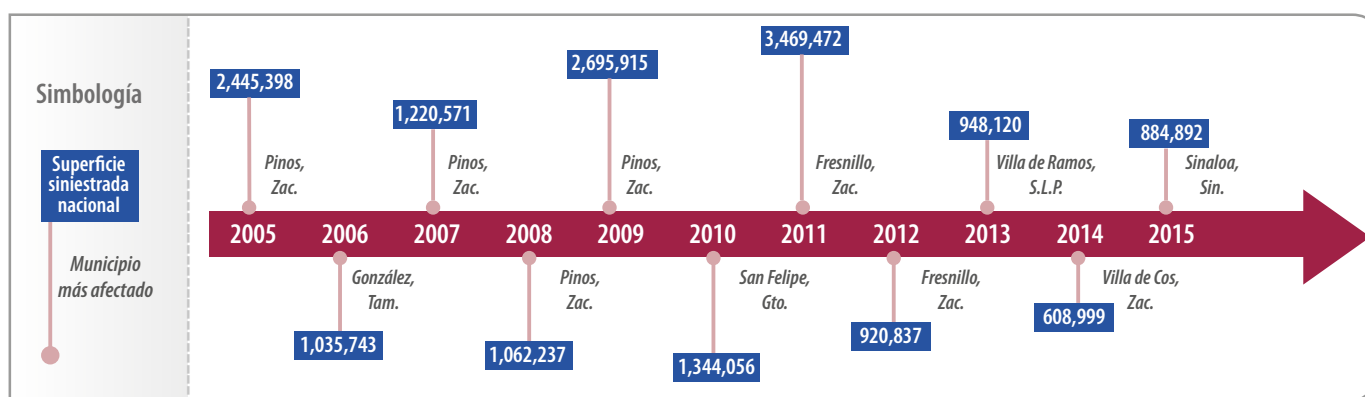 Simbología
Superficie
siniestrada
nacional
Municipio
más afectado
2,445,398
Pinos,
Zac.
1,220,571
Pinos,
Zac.
2,695,915
Pinos,
Zac.
3,469,472
Fresnillo,
Zac.
948,120
Villa de Ramos,
S.L.P.
884,892
Sinaloa,
Sin.
2005 2006 2007 2008 2009 2010 2011 2012 2013 2014 2015
González,
Tam.
1,035,743
Pinos,
Zac.
1,062,237
San Felipe,
Gto.
1,344,056
Fresnillo,
Zac.
920,837
Villa de Cos,
Zac.
608,999